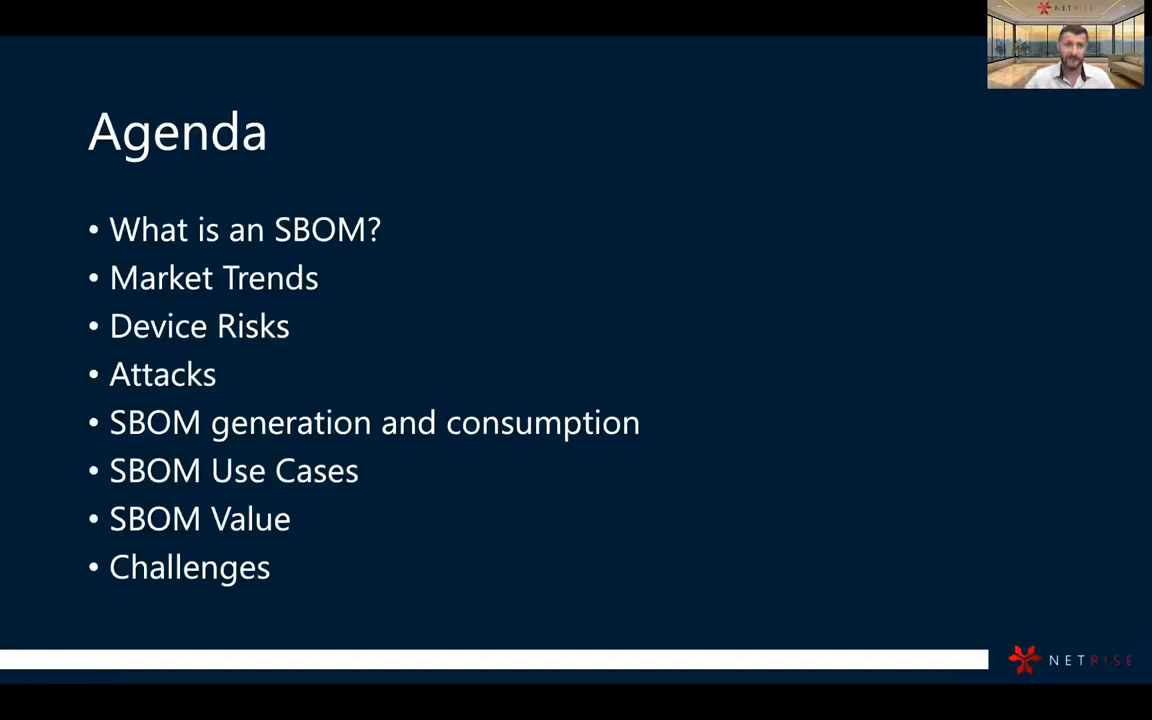 NETRISE
Agenda
• What is an SBOM?
• Market Trends
• Device Risks
• Attacks
• SBOM generation and consumption
• SBOM Use Cases
• SBOM Value
• Challenges
NETRISE